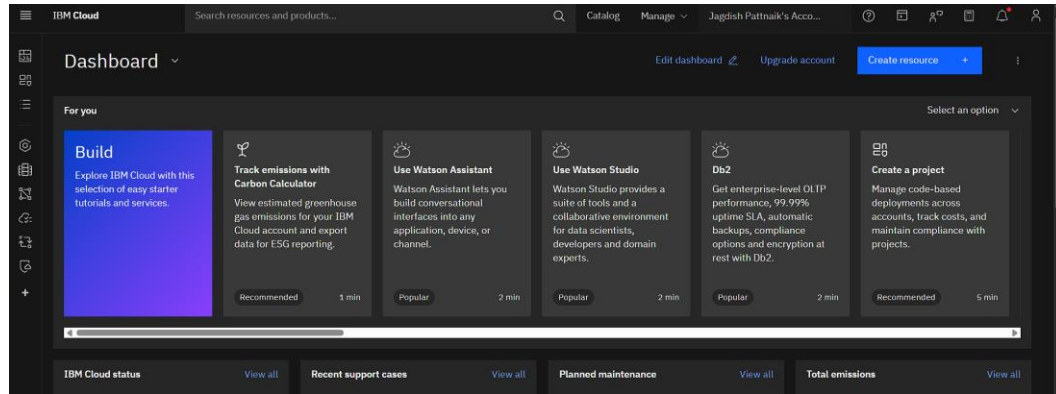 IBM Cloud
Search resources and products...
Catalog
Manage
Jagdish Pattnaik's Acco...
Dashboard
Edit dashboard
Upgrade account
Create resource +
For you
Select an option
Build
Explore IBM Cloud with this
selection of easy starter
tutorials and services.
Track emissions with
Carbon Calculator
View estimated greenhouse
gas emissions for your IBM
Cloud account and export
data for ESG reporting.
Recommended
1 min
Use Watson Assistant
Watson Assistant lets you
build conversational
interfaces into any
application, device, or
channel.
Popular
2 min
Use Watson Studio
Watson Studio provides a
suite of tools and a
collaborative environment
for data scientists,
developers and domain
experts.
Popular
2 min
Db2
Get enterprise-level OLTP
performance, 99.99%
uptime SLA, automatic
backups, compliance
options and encryption at
rest with Db2.
Popular
2 min
Create a project
Manage code-based
deployments across
accounts, track costs, and
maintain compliance with
projects.
Recommended
5 min
IBM Cloud status
View all
Recent support cases
View all
Planned maintenance
View all
Total emissions
View all